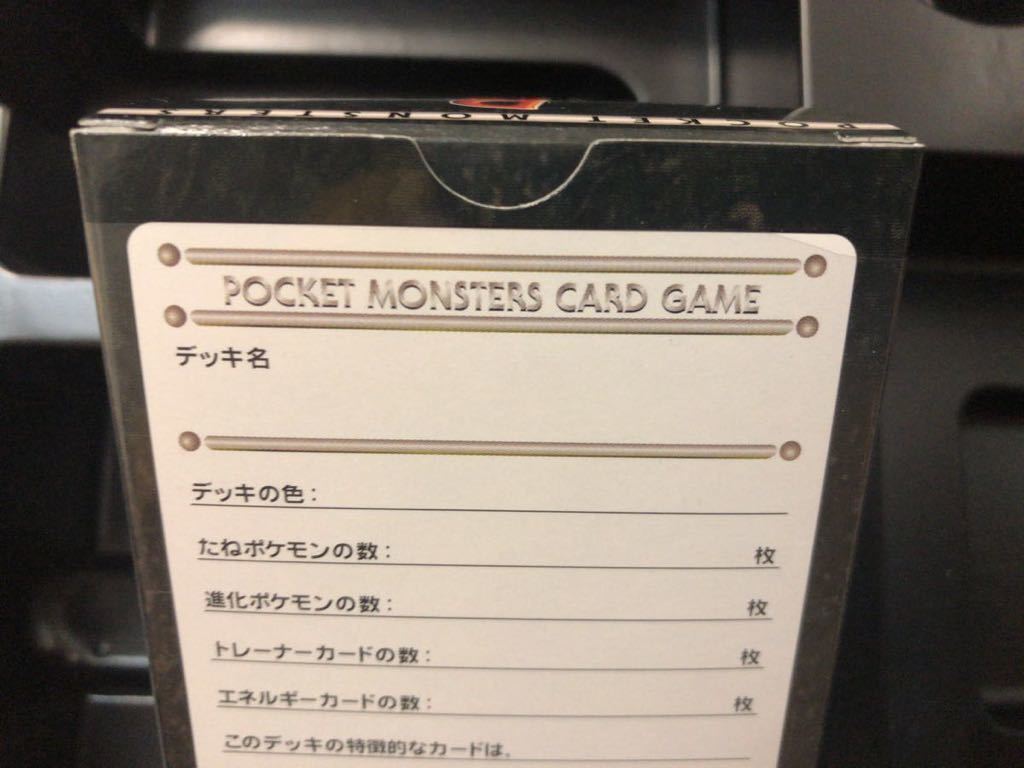 POCKET MONSTERS
POCKET MONSTERS CARD GAME
デッキ名
デッキの色:
たねポケモンの数: 枚
進化ポケモンの数: 枚
トレーナーカードの数: 枚
エネルギーカードの数: 枚
このデッキの特徴的なカードは、